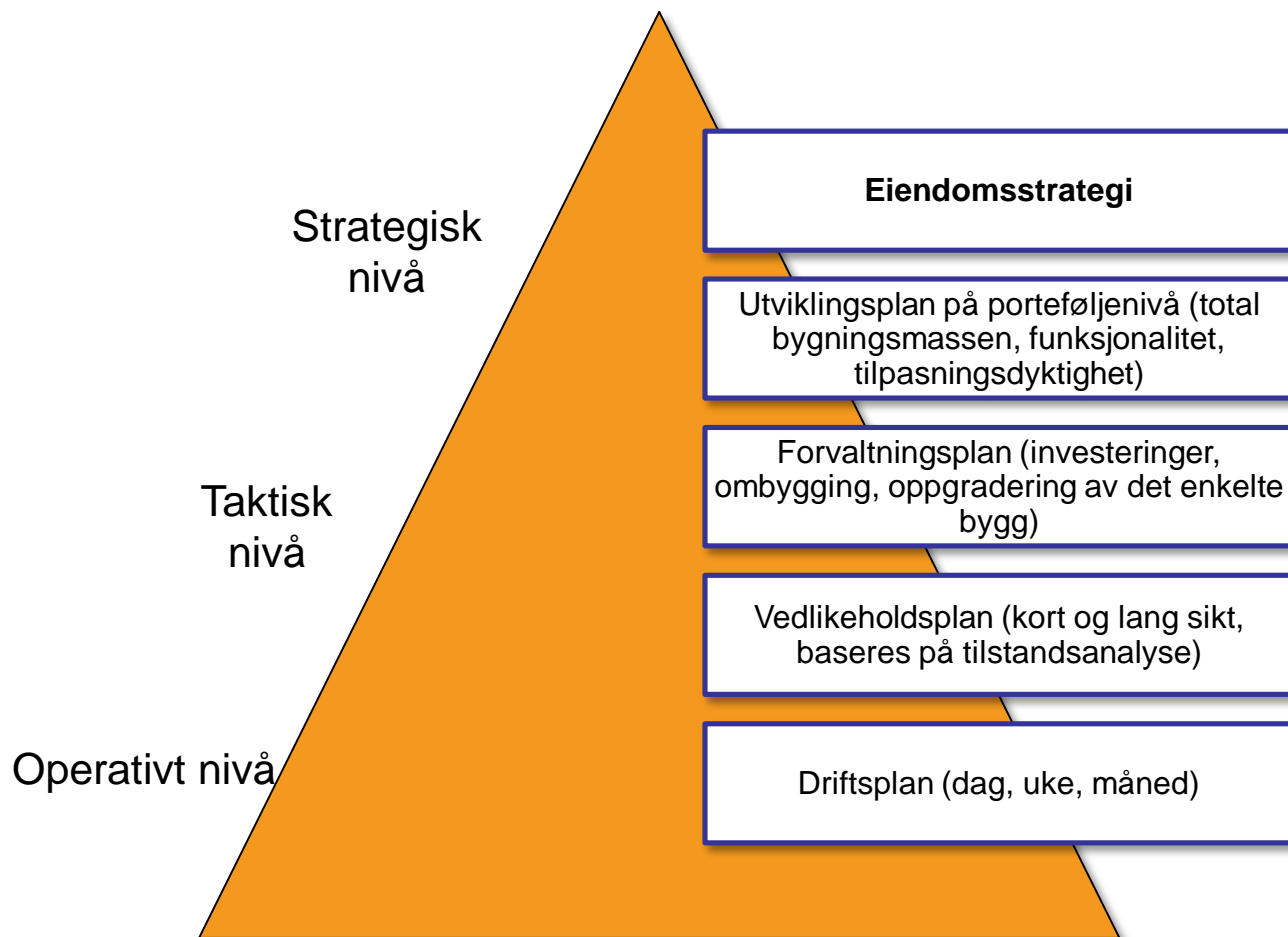 Strategisk
nivå
Taktisk
nivå
Operativt nivå
Eiendomsstrategi
Utviklingsplan på porteføljenivå (total
bygningsmassen, funksjonalitet,
tilpasningsdyktighet)
Forvaltningsplan (investeringer,
ombygging, oppgradering av det enkelte
bygg)
Vedlikeholdsplan (kort og lang sikt,
baseres på tilstandsanalyse)
Driftsplan (dag, uke, måned)